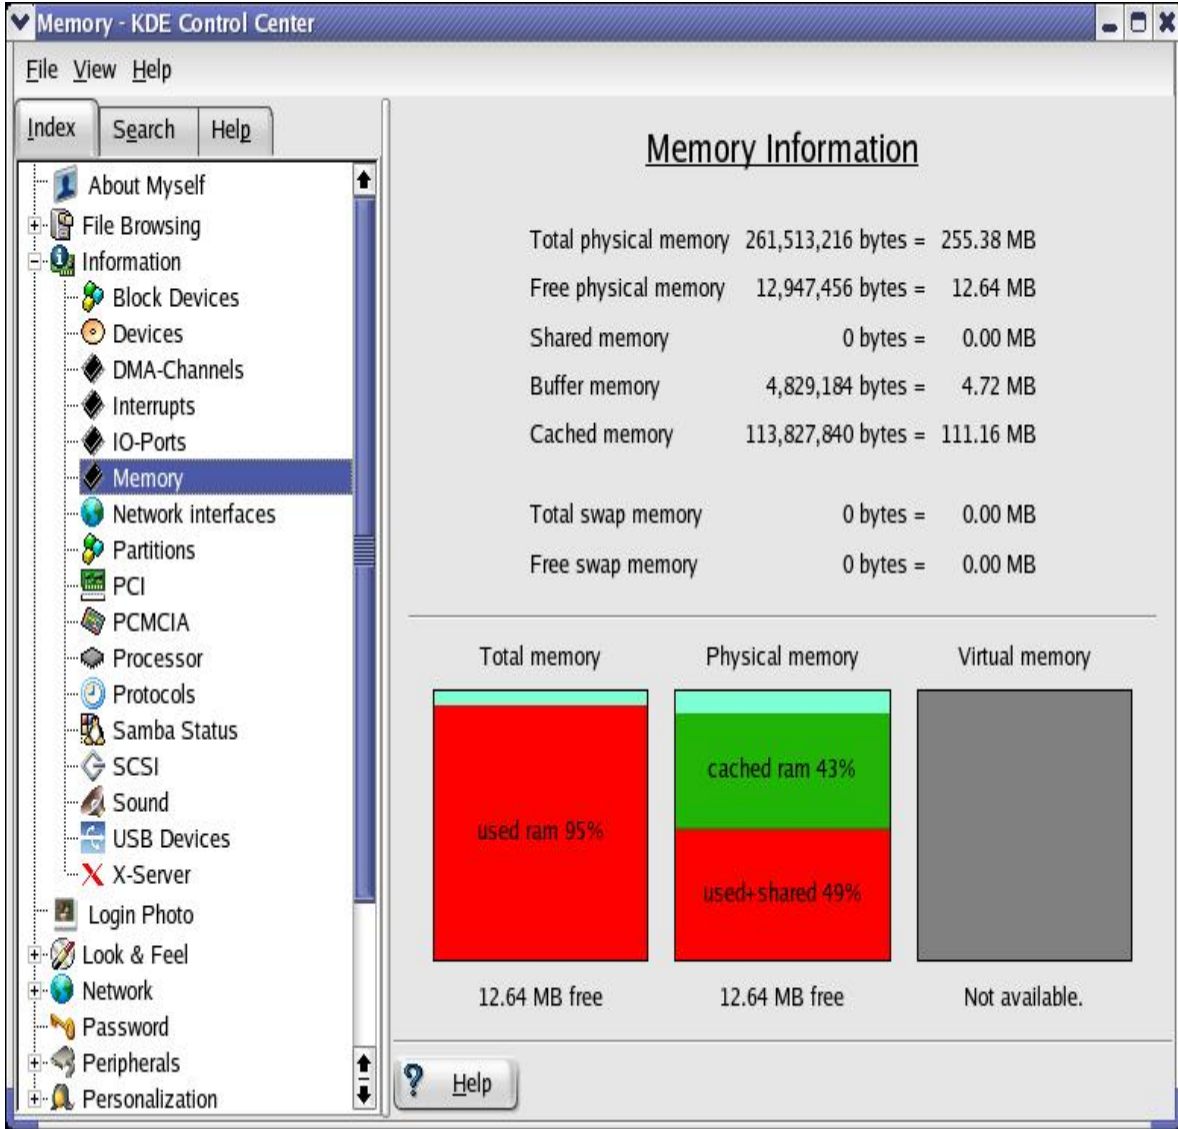 Memory - KDE Control Center
File View Help
Index Search Help
About Myself
File Browsing
Information
Block Devices
Devices
DMA-Channels
Interrupts
IO-Ports
Memory
Network interfaces
Partitions
PCI
PCMCIA
Processor
Protocols
Samba Status
SCSI
Sound
USB Devices
X-Server
Login Photo
Look & Feel
Network
Password
Peripherals
Personalization
Memory Information
Total physical memory 261,513,216 bytes = 255.38 MB
Free physical memory 12,947,456 bytes = 12.64 MB
Shared memory 0 bytes = 0.00 MB
Buffer memory 4,829,184 bytes = 4.72 MB
Cached memory 113,827,840 bytes = 111.16 MB
Total swap memory 0 bytes = 0.00 MB
Free swap memory 0 bytes = 0.00 MB
Total memory Physical memory Virtual memory
cached ram 43%
used ram 95%
used+shared 49%
12.64 MB free 12.64 MB free Not available.
? Help